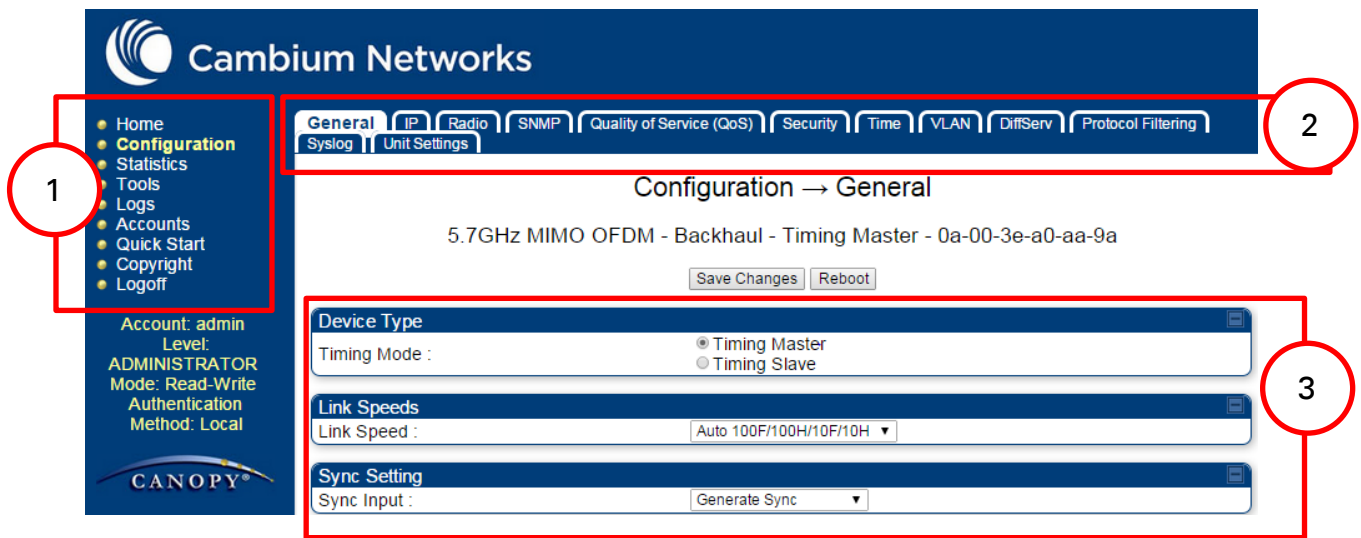 Cambium Networks
1
Home
Configuration
Statistics
Tools
Logs
Accounts
Quick Start
Copyright
Logoff
Account: admin
Level:
ADMINISTRATOR
Mode: Read-Write
Authentication
Method: Local
CANOPY®
2
General IP Radio SNMP Quality of Service (QoS) Security Time VLAN DiffServ Protocol Filtering
Syslog Unit Settings
Configuration → General
5.7GHz MIMO OFDM - Backhaul - Timing Master - 0a-00-3e-a0-aa-9a
Save Changes Reboot
3
Device Type
Timing Mode : Timing Master
Timing Slave
Link Speeds
Link Speed : Auto 100F/100H/10F/10H
Sync Setting
Sync Input : Generate Sync